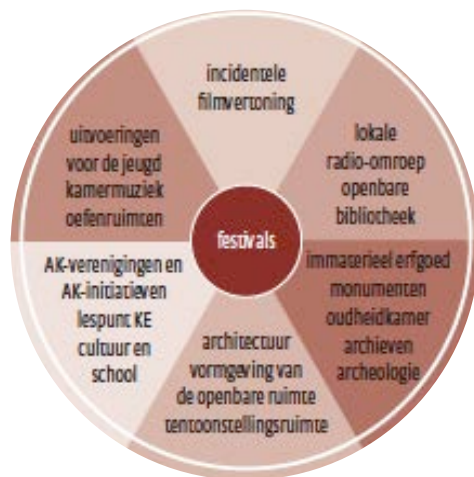 incidentele
filmvertoning
lokale
radio-omroep
openbare
bibliotheek
immaterieel erfgoed
monumenten
oudheidkamer
archieven
archeologie
architectuur
vormgeving van
de openbare ruimte
tentoonstellingsruimte
AK-verenigingen en
AK-initiatieven
lespunt KE
cultuur en
school
uitvoeringen
voor de jeugd
kamermuziek
oefenruimten
festivals